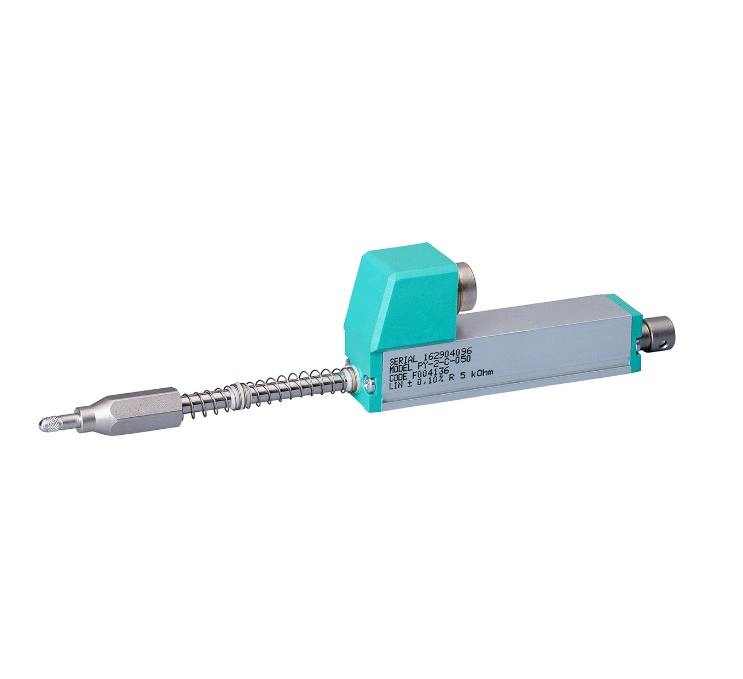 SERIAL 162904096
MODEL PY-2-C-050
CODE F004136
LIN ± 0,10% R 5 kOhm